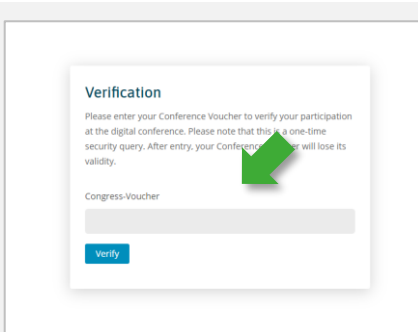 Verification
Please enter your Conference Voucher to verify your participation
at the digital conference. Please note that this is a one-time
security query. After entry, your Conference er will lose its
validity.
Congress-Voucher
Verify